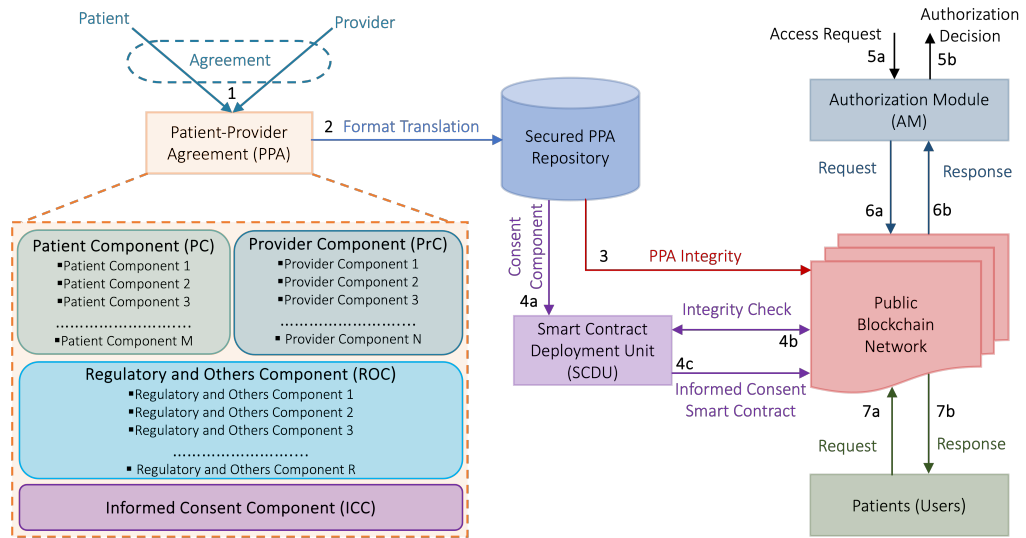 Patient
Provider
Agreement
1
Patient-Provider
Agreement (PPA)
2 Format Translation
Secured PPA
Repository
Patient Component (PC)
▪Patient Component 1
▪Patient Component 2
▪Patient Component 3
.............................
▪Patient Component M
Provider Component (PrC)
▪Provider Component 1
▪Provider Component 2
▪Provider Component 3
.............................
▪ Provider Component N
Regulatory and Others Component (ROC)
▪Regulatory and Others Component 1
▪Regulatory and Others Component 2
▪Regulatory and Others Component 3
.............................
▪ Regulatory and Others Component R
Informed Consent Component (ICC)
Consent
Component
4a
3
PPA Integrity
Smart Contract
Deployment Unit
(SCDU)
Integrity Check
4b
4c
Informed Consent
Smart Contract
Access Request
5a
Authorization
Decision
5b
Authorization Module
(AM)
Request
6a
Response
6b
Public
Blockchain
Network
7a
Request
7b
Response
Patients (Users)